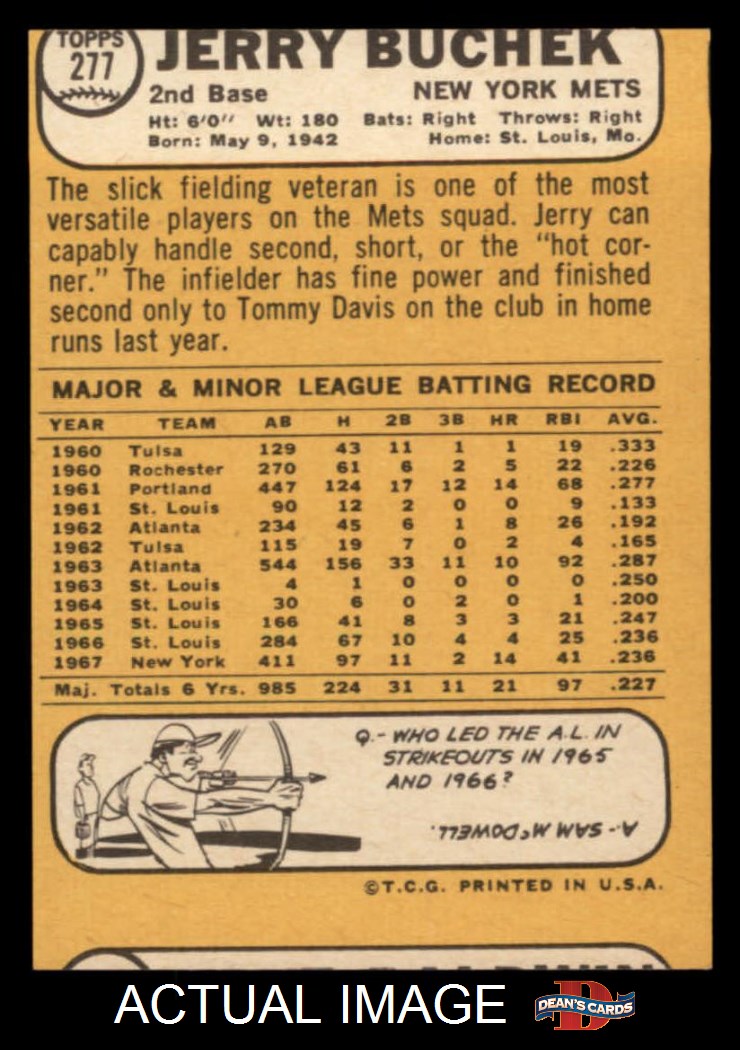 TOPPS
277
JERRY BUCHEK
2nd Base
NEW YORK METS
Ht: 6'0" Wt: 180 Bats: Right Throws: Right
Born: May 9, 1942 Home: St. Louis, Mo.
The slick fielding veteran is one of the most
versatile players on the Mets squad. Jerry can
capably handle second, short, or the "hot cor-
ner." The infielder has fine power and finished
second only to Tommy Davis on the club in home
runs last year.
MAJOR & MINOR LEAGUE BATTING RECORD
YEAR TEAM AB H 2B 3B HR RBI AVG.
1960 Tulsa 129 43 11 1 1 19 .333
1960 Rochester 270 61 6 2 5 22 .226
1961 Portland 447 124 17 12 14 68 .277
1961 St. Louis 90 12 2 0 0 9 .133
1962 Atlanta 234 45 6 1 8 26 .192
1962 Tulsa 115 19 7 0 2 4 .165
1963 Atlanta 544 156 33 11 10 92 .287
1963 St. Louis 4 1 0 0 0 0 .250
1964 St. Louis 30 6 0 2 0 1 .200
1965 St. Louis 166 41 8 3 3 21 .247
1966 St. Louis 284 67 10 4 4 25 .236
1967 New York 411 97 11 2 14 41 .236
Maj. Totals 6 Yrs. 985 224 31 11 21 97 .227
Q.- WHO LED THE A.L. IN
STRIKEOUTS IN 1965
AND 1966?
A.- SAM McDOWELL.
©T.C.G. PRINTED IN U.S.A.
ACTUAL IMAGE
DEAN'S CARDS
D